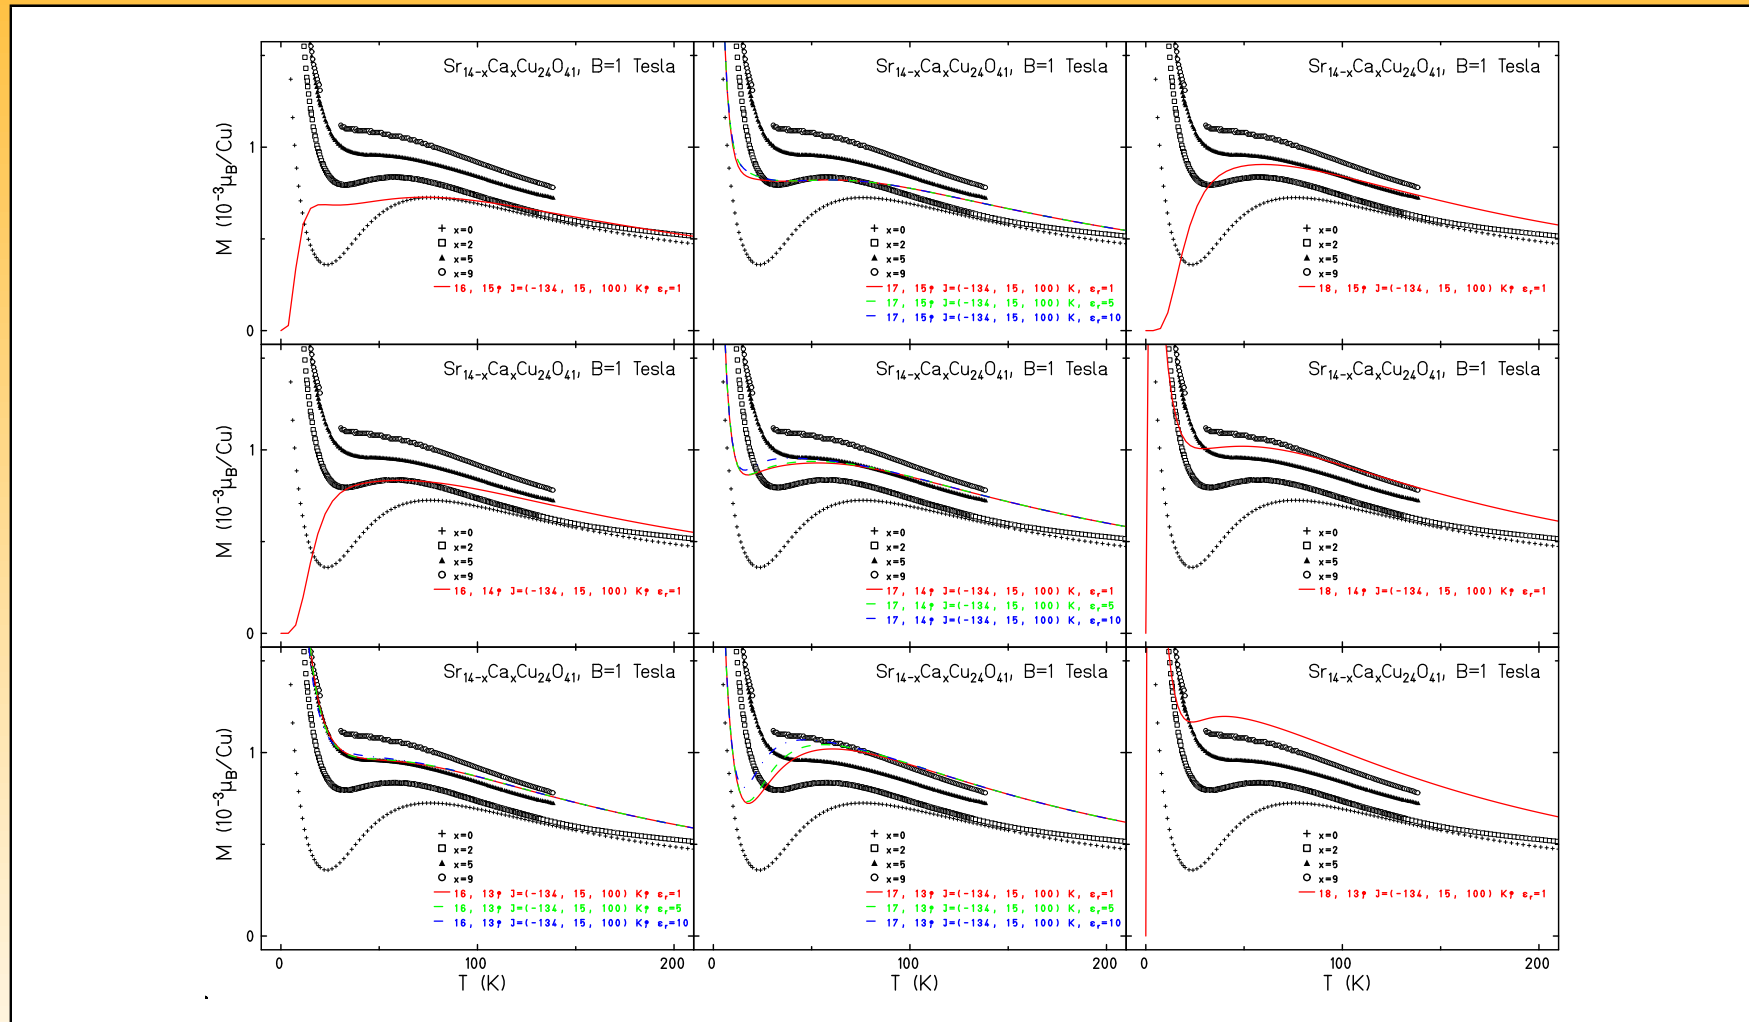 Sr14-xCaxCu24O41, B=1 Tesla
M (10-3μB/Cu)
1
0
x=0
x=2
x=5
x=9
16, 15; J=(-134, 15, 100) K; εr=1
Sr14-xCaxCu24O41, B=1 Tesla
x=0
x=2
x=5
x=9
17, 15; J=(-134, 15, 100) K, εr=1
17, 15; J=(-134, 15, 100) K, εr=5
17, 15; J=(-134, 15, 100) K, εr=10
Sr14-xCaxCu24O41, B=1 Tesla
x=0
x=2
x=5
x=9
18, 15; J=(-134, 15, 100) K, εr=1
Sr14-xCaxCu24O41, B=1 Tesla
M (10-3μB/Cu)
1
0
x=0
x=2
x=5
x=9
16, 14; J=(-134, 15, 100) K; εr=1
Sr14-xCaxCu24O41, B=1 Tesla
x=0
x=2
x=5
x=9
17, 14; J=(-134, 15, 100) K, εr=1
17, 14; J=(-134, 15, 100) K, εr=5
17, 14; J=(-134, 15, 100) K, εr=10
Sr14-xCaxCu24O41, B=1 Tesla
x=0
x=2
x=5
x=9
18, 14; J=(-134, 15, 100) K; εr=1
Sr14-xCaxCu24O41, B=1 Tesla
M (10-3μB/Cu)
1
0
x=0
x=2
x=5
x=9
16, 13; J=(-134, 15, 100) K; εr=1
16, 13; J=(-134, 15, 100) K; εr=5
16, 13; J=(-134, 15, 100) K; εr=10
0 100 200
T (K)
Sr14-xCaxCu24O41, B=1 Tesla
x=0
x=2
x=5
x=9
17, 13; J=(-134, 15, 100) K, εr=1
17, 13; J=(-134, 15, 100) K, εr=5
17, 13; J=(-134, 15, 100) K, εr=10
0 100 200
T (K)
Sr14-xCaxCu24O41, B=1 Tesla
x=0
x=2
x=5
x=9
18, 13; J=(-134, 15, 100) K; εr=1
0 100 200
T (K)